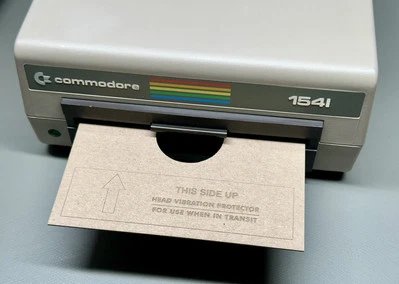 commodore
1541
THIS SIDE UP
HEAD VIBRATION PROTECTOR
FOR USE WHEN IN TRANSIT